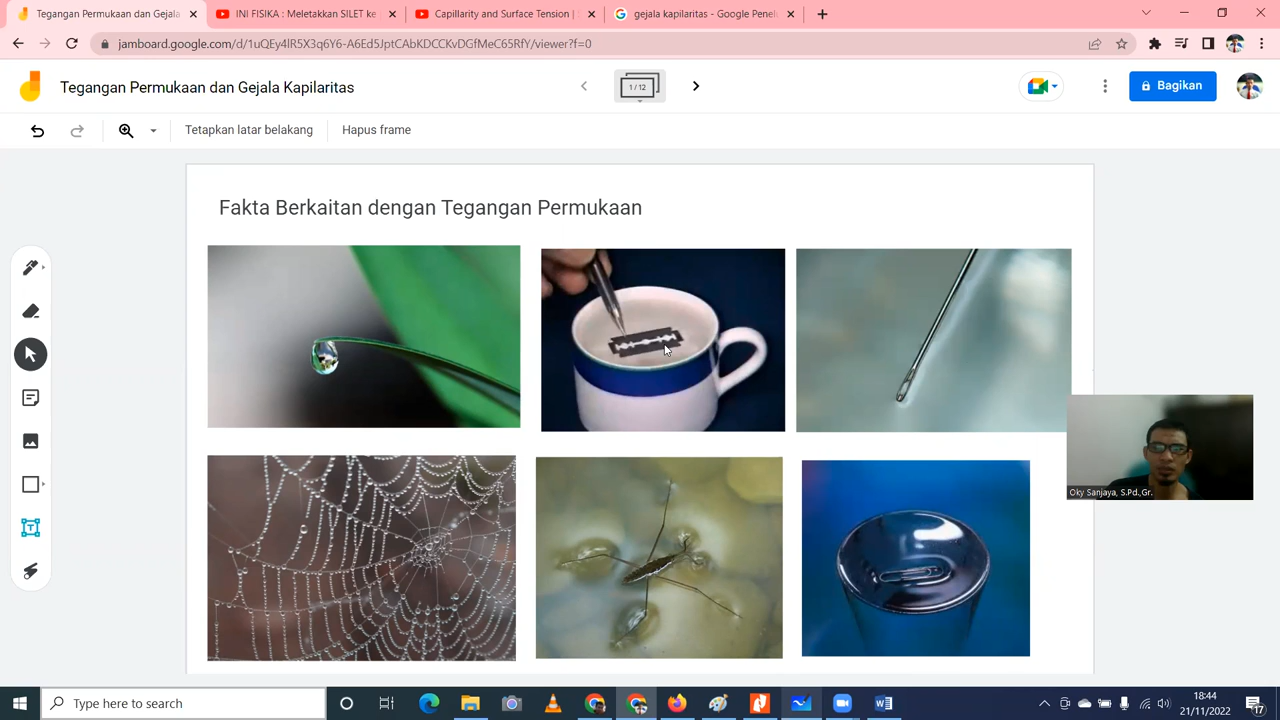 Tegangan Permukaan dan Gejala
INI FISIKA : Meletakkan SILET ke
Capillarity and Surface Tension |
gejala kapilaritas - Google Penel
jamboard.google.com/d/1uQEy4lR5X3q6Y6-A6Ed5JptCAbKDCCKvDGfMeC65RfY/viewer?f=0
Tegangan Permukaan dan Gejala Kapilaritas
1 / 12
Bagikan
Tetapkan latar belakang
Hapus frame
Fakta Berkaitan dengan Tegangan Permukaan
Oky Sanjaya, S.Pd.,Gr.
Type here to search
18:44
21/11/2022
17